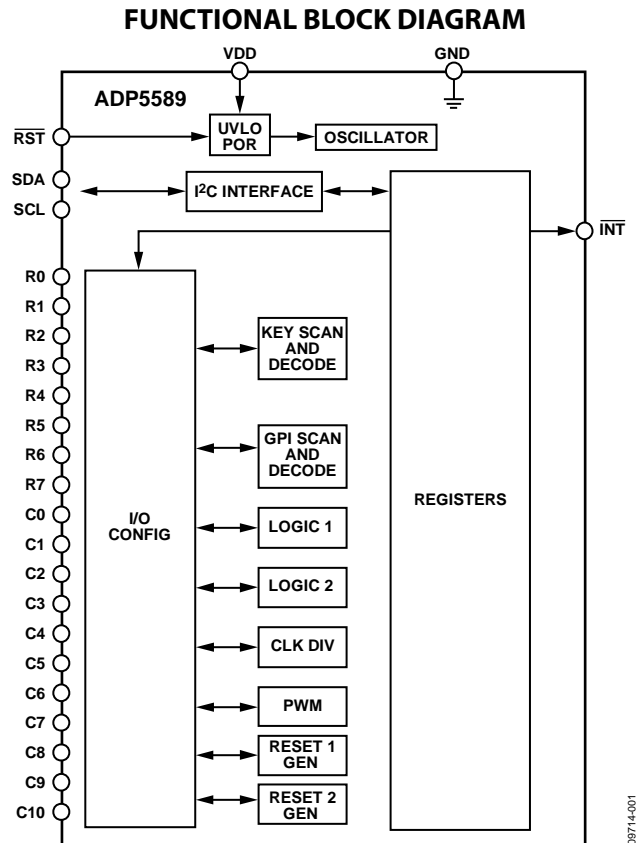 FUNCTIONAL BLOCK DIAGRAM
VDD
GND
ADP5589
RST
UVLO
POR
OSCILLATOR
SDA
I2C INTERFACE
SCL
INT
R0
R1
R2
R3
R4
R5
R6
R7
C0
C1
C2
C3
C4
C5
C6
C7
C8
C9
C10
I/O
CONFIG
KEY SCAN
AND
DECODE
GPI SCAN
AND
DECODE
LOGIC 1
LOGIC 2
CLK DIV
PWM
RESET 1
GEN
RESET 2
GEN
REGISTERS
09714-001